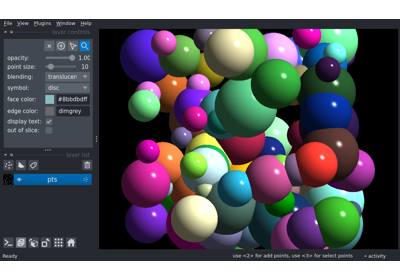 File View Plugins Window Help
layer controls
opacity: 1.00
point size: 10
blending: translucen
symbol: disc
face color: #8bbdbdff
edge color: dimgrey
display text: ✓
out of slice:
layer list
pts
Ready use <2> for add points, use <3> for select points activity